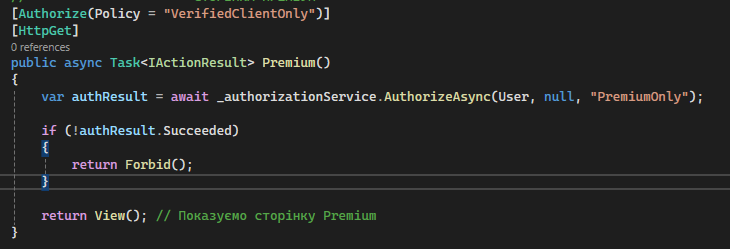 [Authorize(Policy = "VerifiedClientOnly")]
[HttpGet]
0 references
public async Task<IActionResult> Premium()
{
var authResult = await _authorizationService.AuthorizeAsync(User, null, "PremiumOnly");
if (!authResult.Succeeded)
{
return Forbid();
}
return View(); // Показуємо сторінку Premium
}